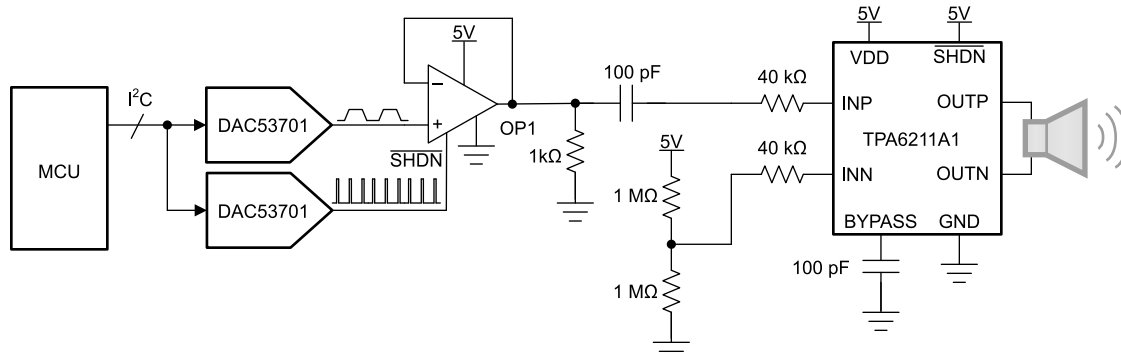 5V
5V
5V
VDD
SHDN
100 pF
40 kΩ
I²C
DAC53701
INP
OUTP
OP1
TPA6211A1
SHDN
1kΩ
40 kΩ
MCU
5V
INN
OUTN
DAC53701
1 MΩ
BYPASS
GND
100 pF
1 MΩ
−
+